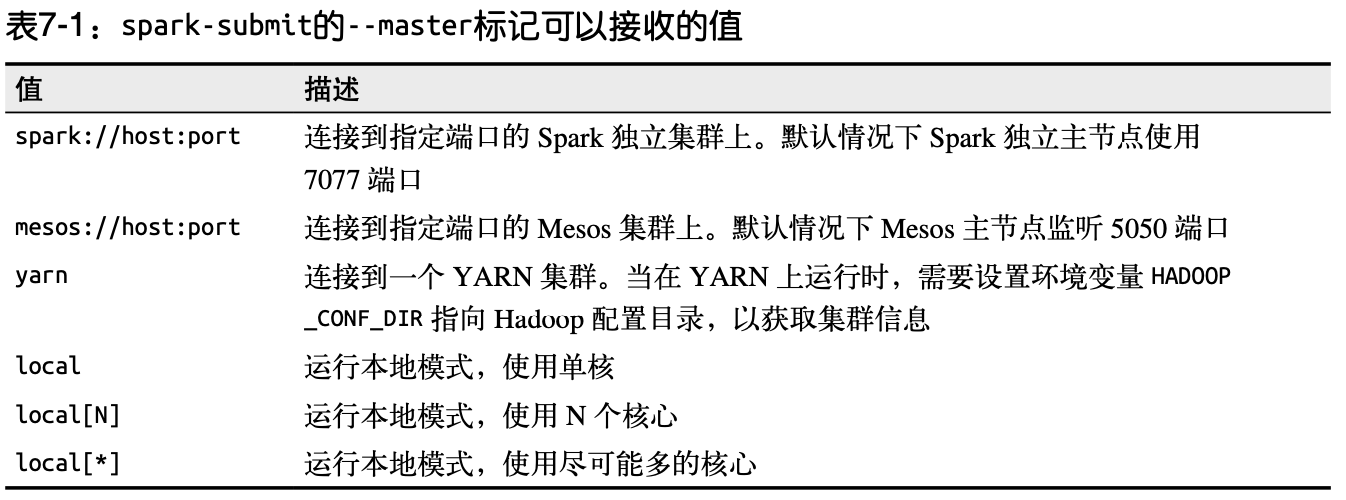 表7-1：spark-submit的--master标记可以接收的值
值 描述
spark://host:port 连接到指定端口的 Spark 独立集群上。默认情况下 Spark 独立主节点使用
7077 端口
mesos://host:port 连接到指定端口的 Mesos 集群上。默认情况下 Mesos 主节点监听 5050 端口
yarn 连接到一个 YARN 集群。当在 YARN 上运行时，需要设置环境变量 HADOOP
_CONF_DIR 指向 Hadoop 配置目录，以获取集群信息
local 运行本地模式，使用单核
local[N] 运行本地模式，使用 N 个核心
local[*] 运行本地模式，使用尽可能多的核心